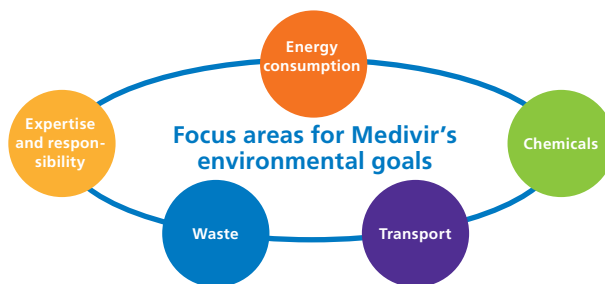 Energy
consumption
Expertise
and respon-
sibility
Focus areas for Medivir's
environmental goals
Chemicals
Waste
Transport